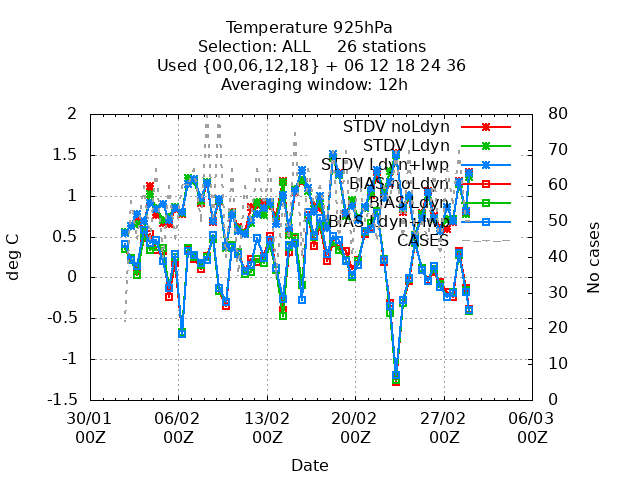 Temperature 925hPa
Selection: ALL 26 stations
Used {00,06,12,18} + 06 12 18 24 36
Averaging window: 12h
2
1.5
1
0.5
0
-0.5
-1
-1.5
deg C
80
70
60
50
40
30
20
10
0
No cases
STDV noLdyn
STDV Ldyn
STDV Ldyn+lwp
BIAS noLdyn
BIAS Ldyn
BIAS Ldyn+lwp
CASES
30/01 06/02 13/02 20/02 27/02 06/03
00Z 00Z 00Z 00Z 00Z 00Z
Date